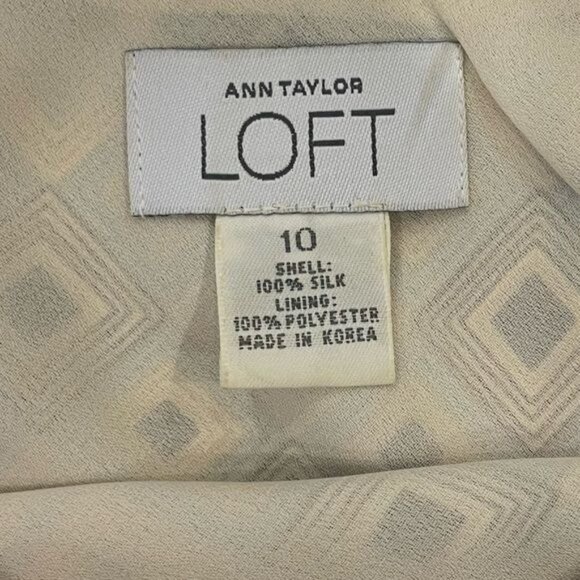 ANN TAYLOR
LOFT
10
SHELL:
100% SILK
LINING:
100% POLYESTER
MADE IN KOREA